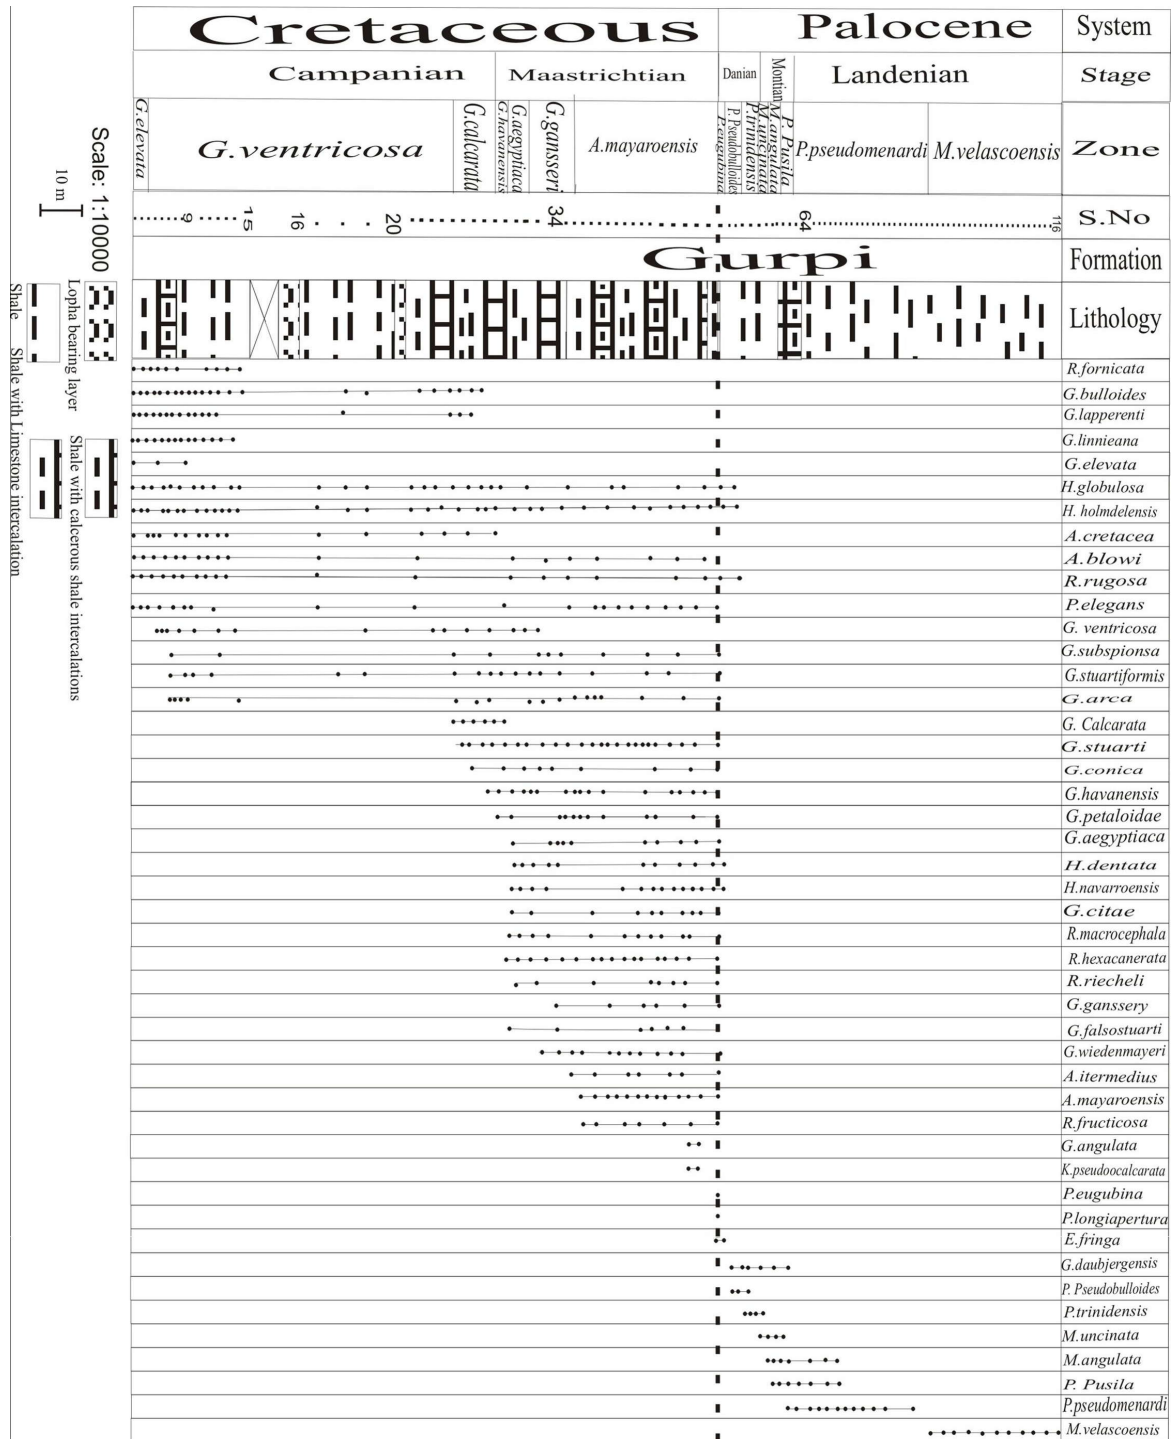 Cretaceous Palocene System
Campanian Maastrichtian Danian Montian Landenian Stage
G.elevata G.ventricosa G.calcarata G.havanensis G.aegyptiaca G.gansseri A.mayaroensis P.eugubina P. Pseudobulloides P.trinidensis M.uncinata M.angulata P. Pusila P.pseudomenardi M.velascoensis Zone
9 15 16 20 34 64 116 S.No
Gurpi Formation
Lithology
Scale: 1:10000
10 m
Lopha bearing layer
Shale
Shale with calcerous shale intercalations
Shale with Limestone intercalation
R.fornicata
G.bulloides
G.lapperenti
G.linnieana
G.elevata
H.globulosa
H. holmdelensis
A.cretacea
A.blowi
R.rugosa
P.elegans
G. ventricosa
G.subspionsa
G.stuartiformis
G.arca
G. Calcarata
G.stuarti
G.conica
G.havanensis
G.petaloidae
G.aegyptiaca
H.dentata
H.navarroensis
G.citae
R.macrocephala
R.hexacanerata
R.riecheli
G.ganssery
G.falsostuarti
G.wiedenmayeri
A.itermedius
A.mayaroensis
R.fructicosa
G.angulata
K.pseudoocalcarata
P.eugubina
P.longiapertura
E.fringa
G.daubjergensis
P. Pseudobulloides
P.trinidensis
M.uncinata
M.angulata
P. Pusila
P.pseudomenardi
M.velascoensis